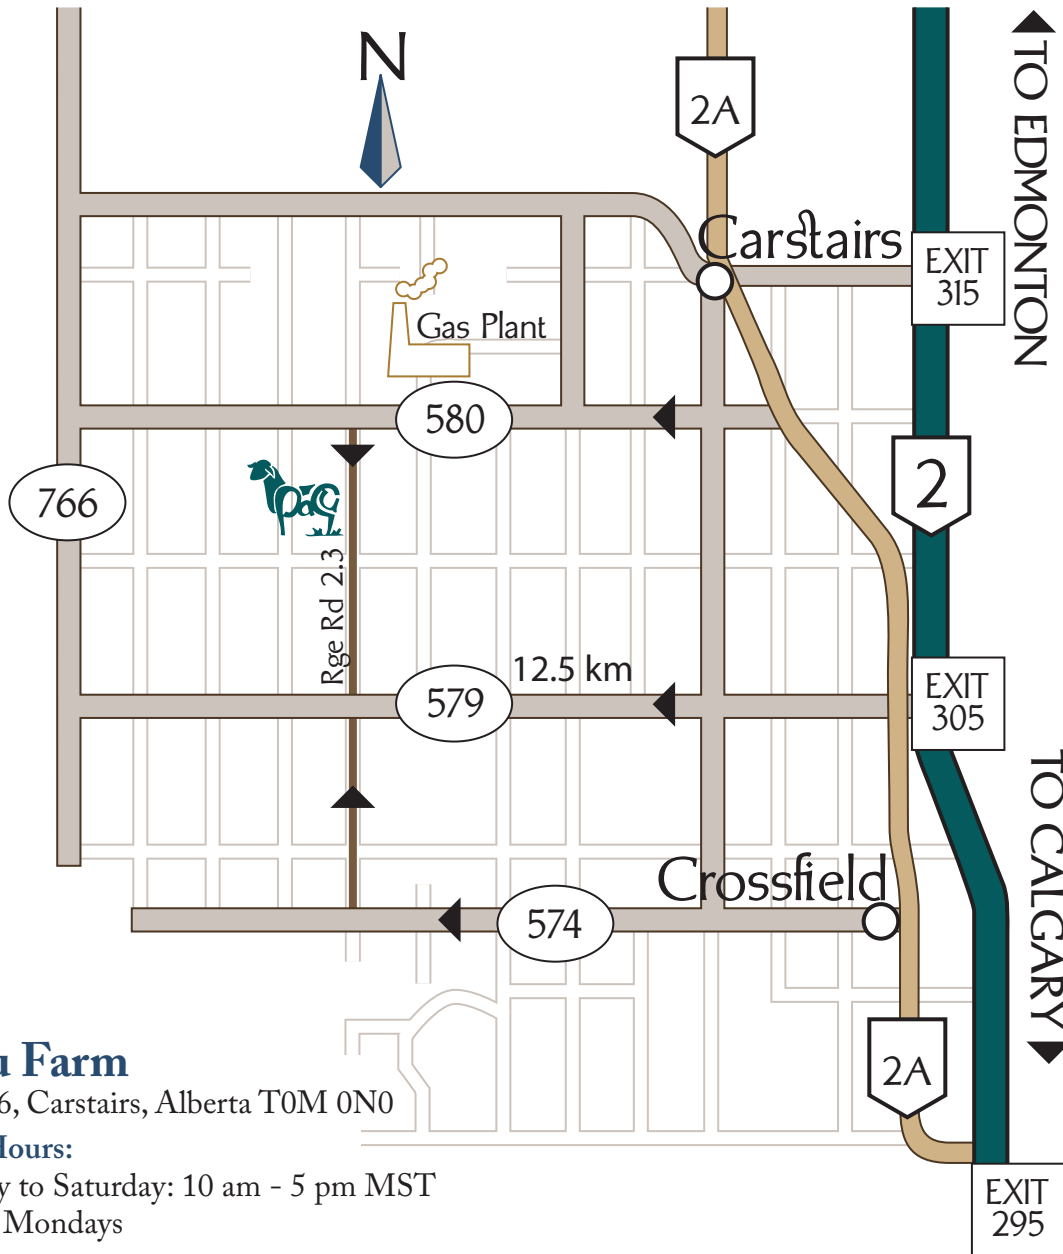 N
2A
TO EDMONTON
Carstairs
EXIT
315
Gas Plant
580
766
2
PaSu
Rge Rd 2.3
12.5 km
579
EXIT
305
TO CALGARY
Crossfield
574
2A
u Farm
6, Carstairs, Alberta T0M 0N0
Hours:
y to Saturday: 10 am - 5 pm MST
Mondays
EXIT
295